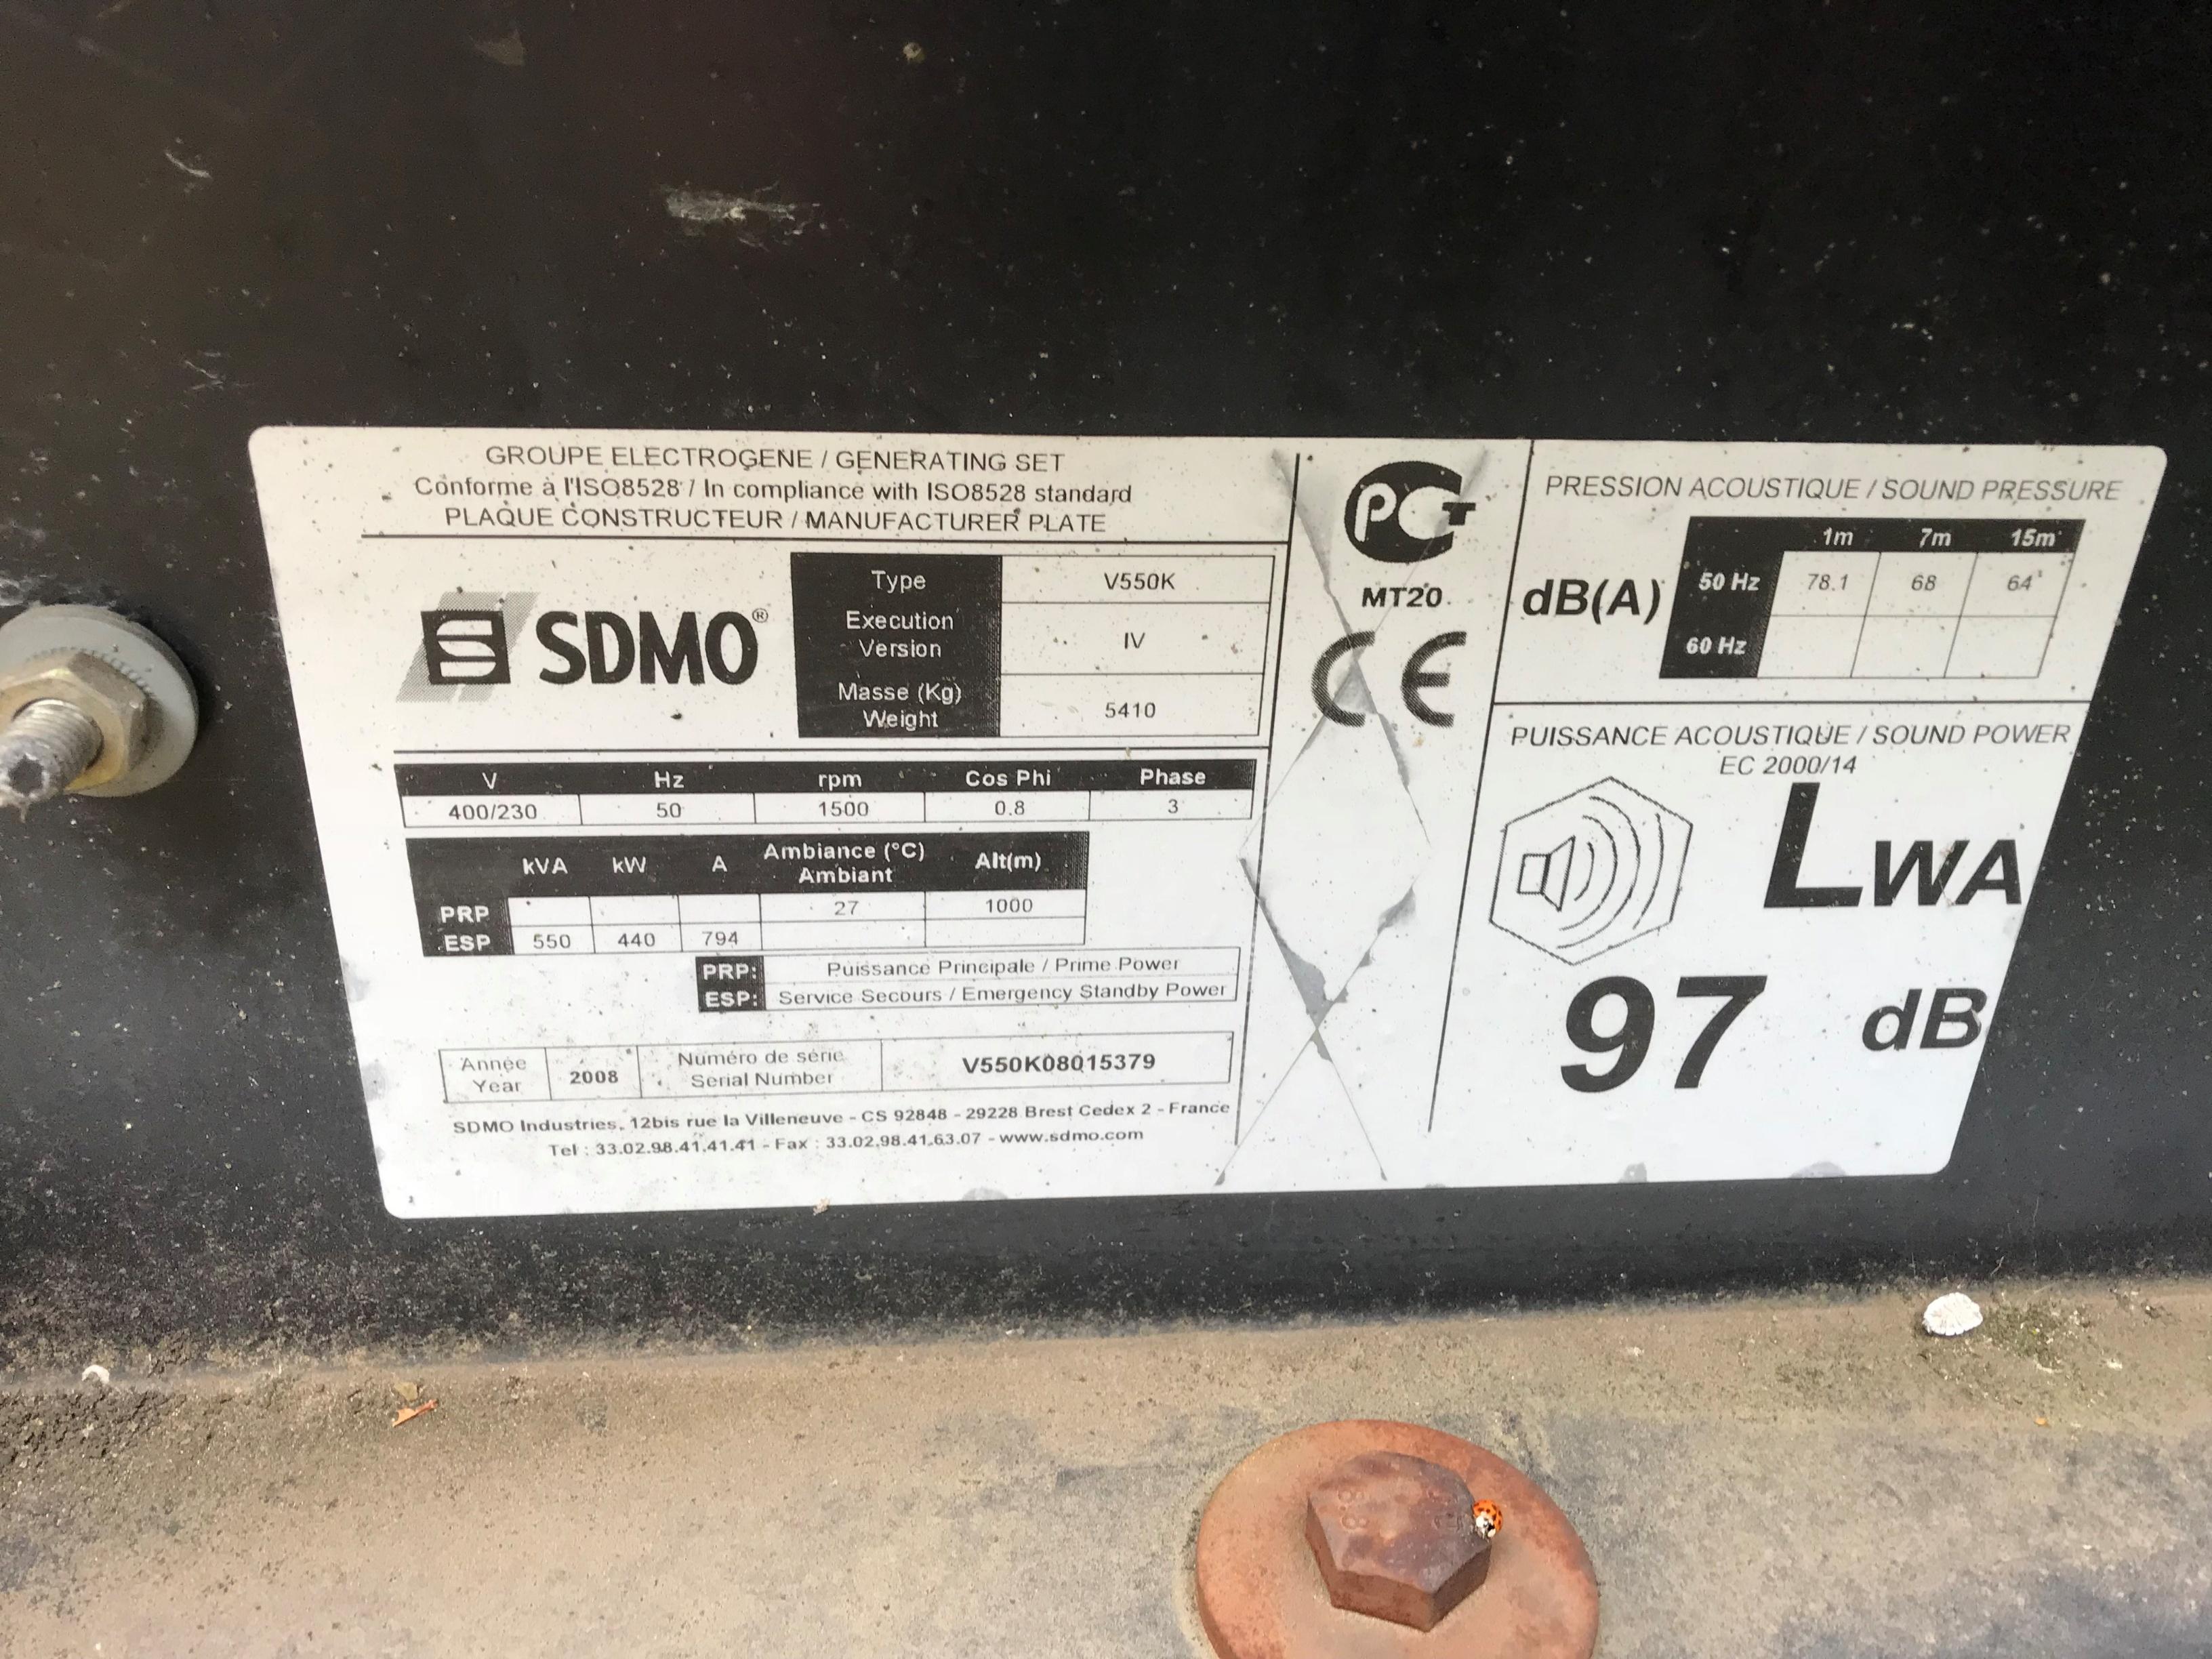 GROUPE ELECTROGENE / GENERATING SET
Conforme à l'ISO8528 / In compliance with ISO8528 standard
PLAQUE CONSTRUCTEUR / MANUFACTURER PLATE
SDMO®
Type V550K
Execution
Version IV
Masse (Kg)
Weight 5410
V Hz rpm Cos Phi Phase
400/230 50 1500 0.8 3
kVA kW A Ambiance (°C) Alt(m)
Ambiant
PRP 27 1000
ESP 550 440 794
PRP: Puissance Principale / Prime Power
ESP: Service Secours / Emergency Standby Power
Année
Year 2008
Numéro de série
Serial Number V550K08015379
SDMO Industries, 12bis rue la Villeneuve - CS 92848 - 29228 Brest Cedex 2 - France
Tel : 33.02.98.41.41.41 - Fax : 33.02.98.41.63.07 - www.sdmo.com
PCT
MT20
CE
PRESSION ACOUSTIQUE / SOUND PRESSURE
1m 7m 15m
dB(A) 50 Hz 78.1 68 64
60 Hz
PUISSANCE ACOUSTIQUE / SOUND POWER
EC 2000/14
LWA
97 dB